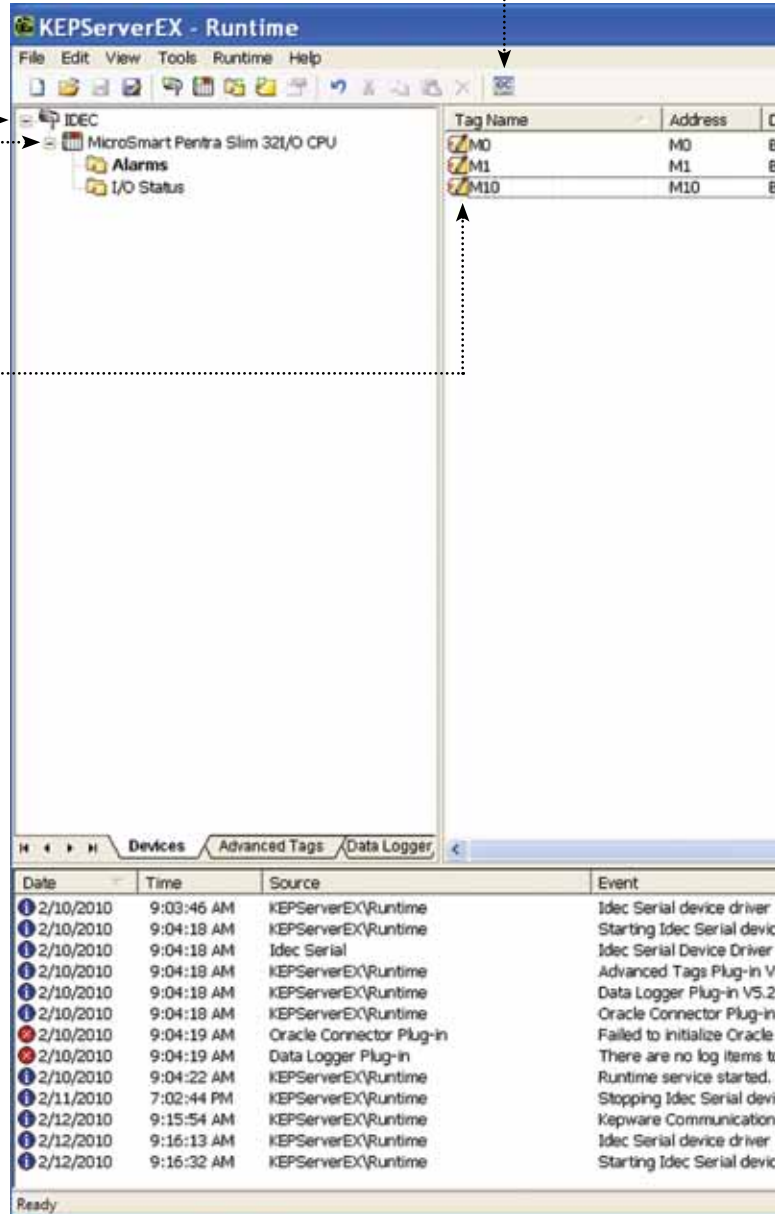 KEPServerEX - Runtime
File Edit View Tools Runtime Help
IDEC
MicroSmart Pentra Slim 32I/O CPU
Alarms
I/O Status
Tag Name Address
M0 M0
M1 M1
M10 M10
Devices Advanced Tags Data Logger
Date Time Source Event
2/10/2010 9:03:46 AM KEPServerEX\Runtime Idec Serial device driver
2/10/2010 9:04:18 AM KEPServerEX\Runtime Starting Idec Serial devic
2/10/2010 9:04:18 AM Idec Serial Idec Serial Device Driver
2/10/2010 9:04:18 AM KEPServerEX\Runtime Advanced Tags Plug-in V
2/10/2010 9:04:18 AM KEPServerEX\Runtime Data Logger Plug-in V5.2
2/10/2010 9:04:18 AM KEPServerEX\Runtime Oracle Connector Plug-in
2/10/2010 9:04:19 AM Oracle Connector Plug-in Failed to initialize Oracle
2/10/2010 9:04:19 AM Data Logger Plug-in There are no log items to
2/10/2010 9:04:22 AM KEPServerEX\Runtime Runtime service started.
2/11/2010 7:02:44 PM KEPServerEX\Runtime Stopping Idec Serial devi
2/12/2010 9:15:54 AM KEPServerEX\Runtime Kepware Communication
2/12/2010 9:16:13 AM KEPServerEX\Runtime Idec Serial device driver
2/12/2010 9:16:32 AM KEPServerEX\Runtime Starting Idec Serial devic
Ready